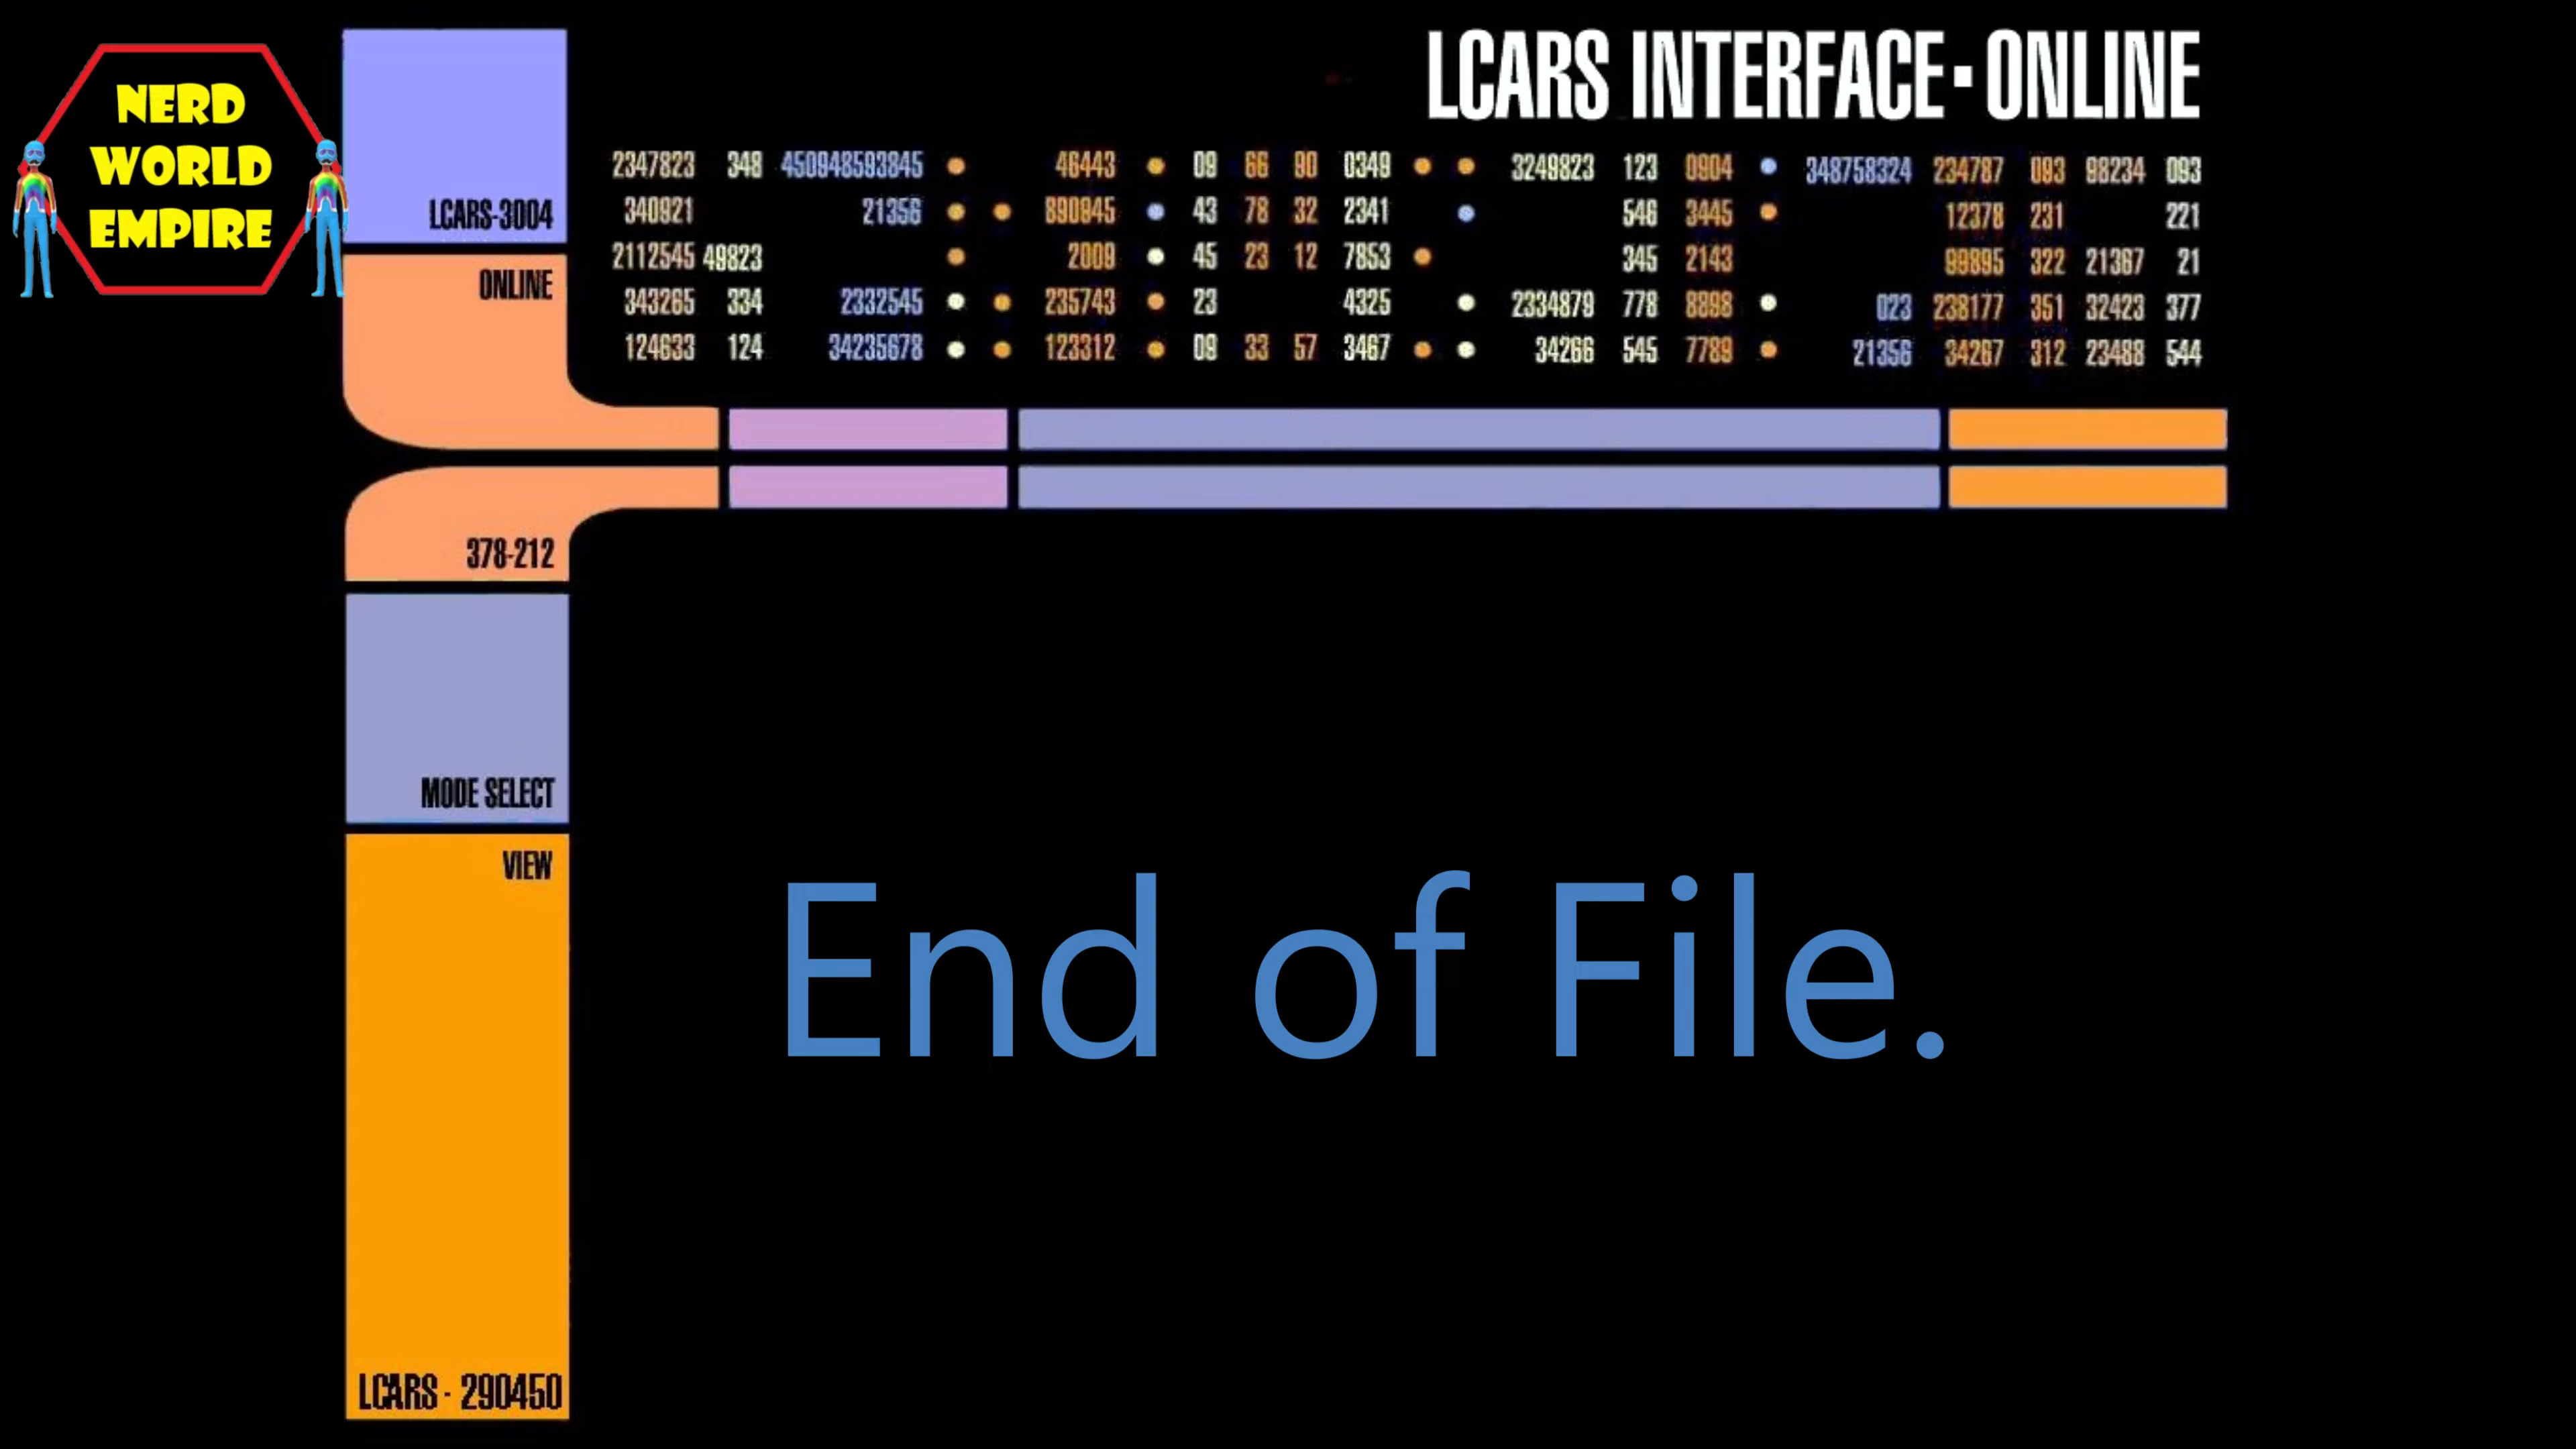 NERD
WORLD
EMPIRE
LCARS INTERFACE·ONLINE
LCARS-3004
2347823 348 450948593845 46443 09 66 90 0349 3249823 123 0904 348758324 234787 093 98234 093
340921 21356 890845 43 78 32 2341 546 3445 12378 231 221
2112545 49823 2009 45 23 12 7853 345 2143 99895 322 21367 21
ONLINE
343265 334 2332545 235743 23 4325 2334879 778 8898 023 238177 351 32423 377
124633 124 34235678 123312 09 33 57 3467 34266 545 7789 21356 34267 312 23488 544
378-212
MODE SELECT
VIEW
End of File.
LCARS · 290450